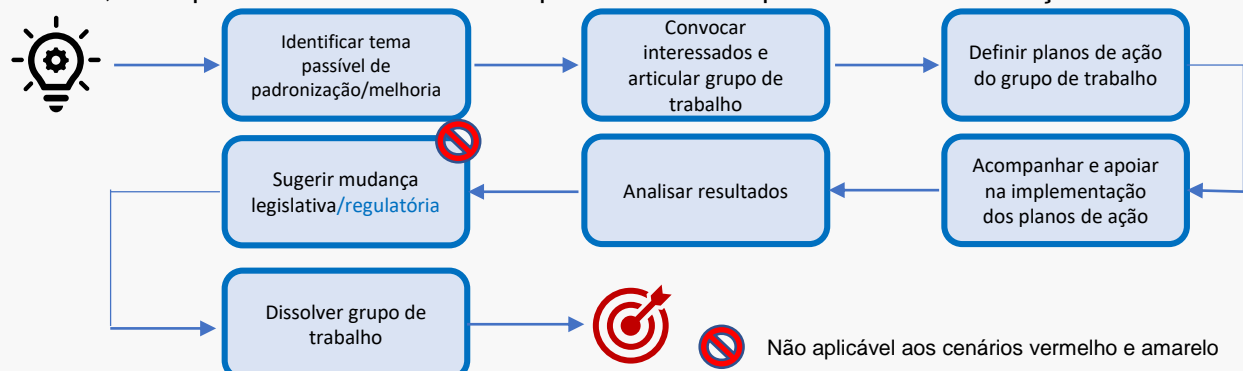 Identificar tema
passível de
padronização/melhoria
Convocar
interessados e
articular grupo de
trabalho
Definir planos de ação
do grupo de trabalho
Acompanhar e apoiar
na implementação
dos planos de ação
Analisar resultados
Sugerir mudança
legislativa/regulatória
Dissolver grupo de
trabalho
Não aplicável aos cenários vermelho e amarelo